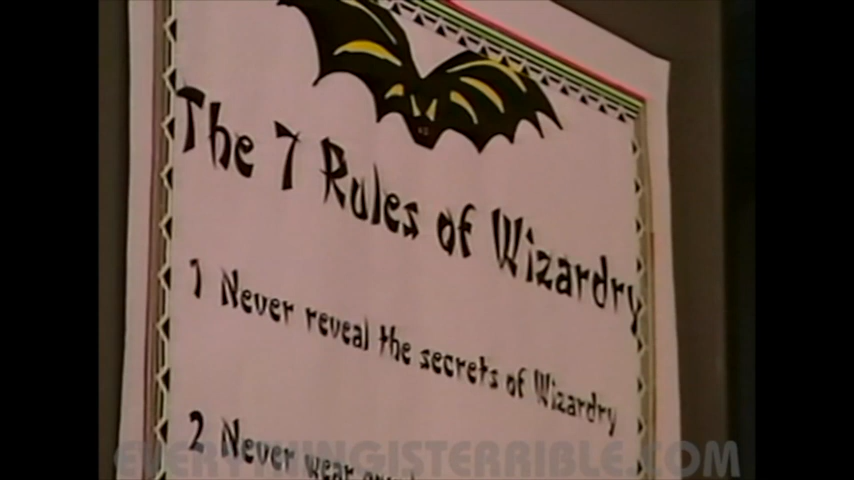 The 7 Rules of Wizardry
1 Never reveal the secrets of Wizardry
2 Never wear
EVERYTHINGISTERRIBLE.COM